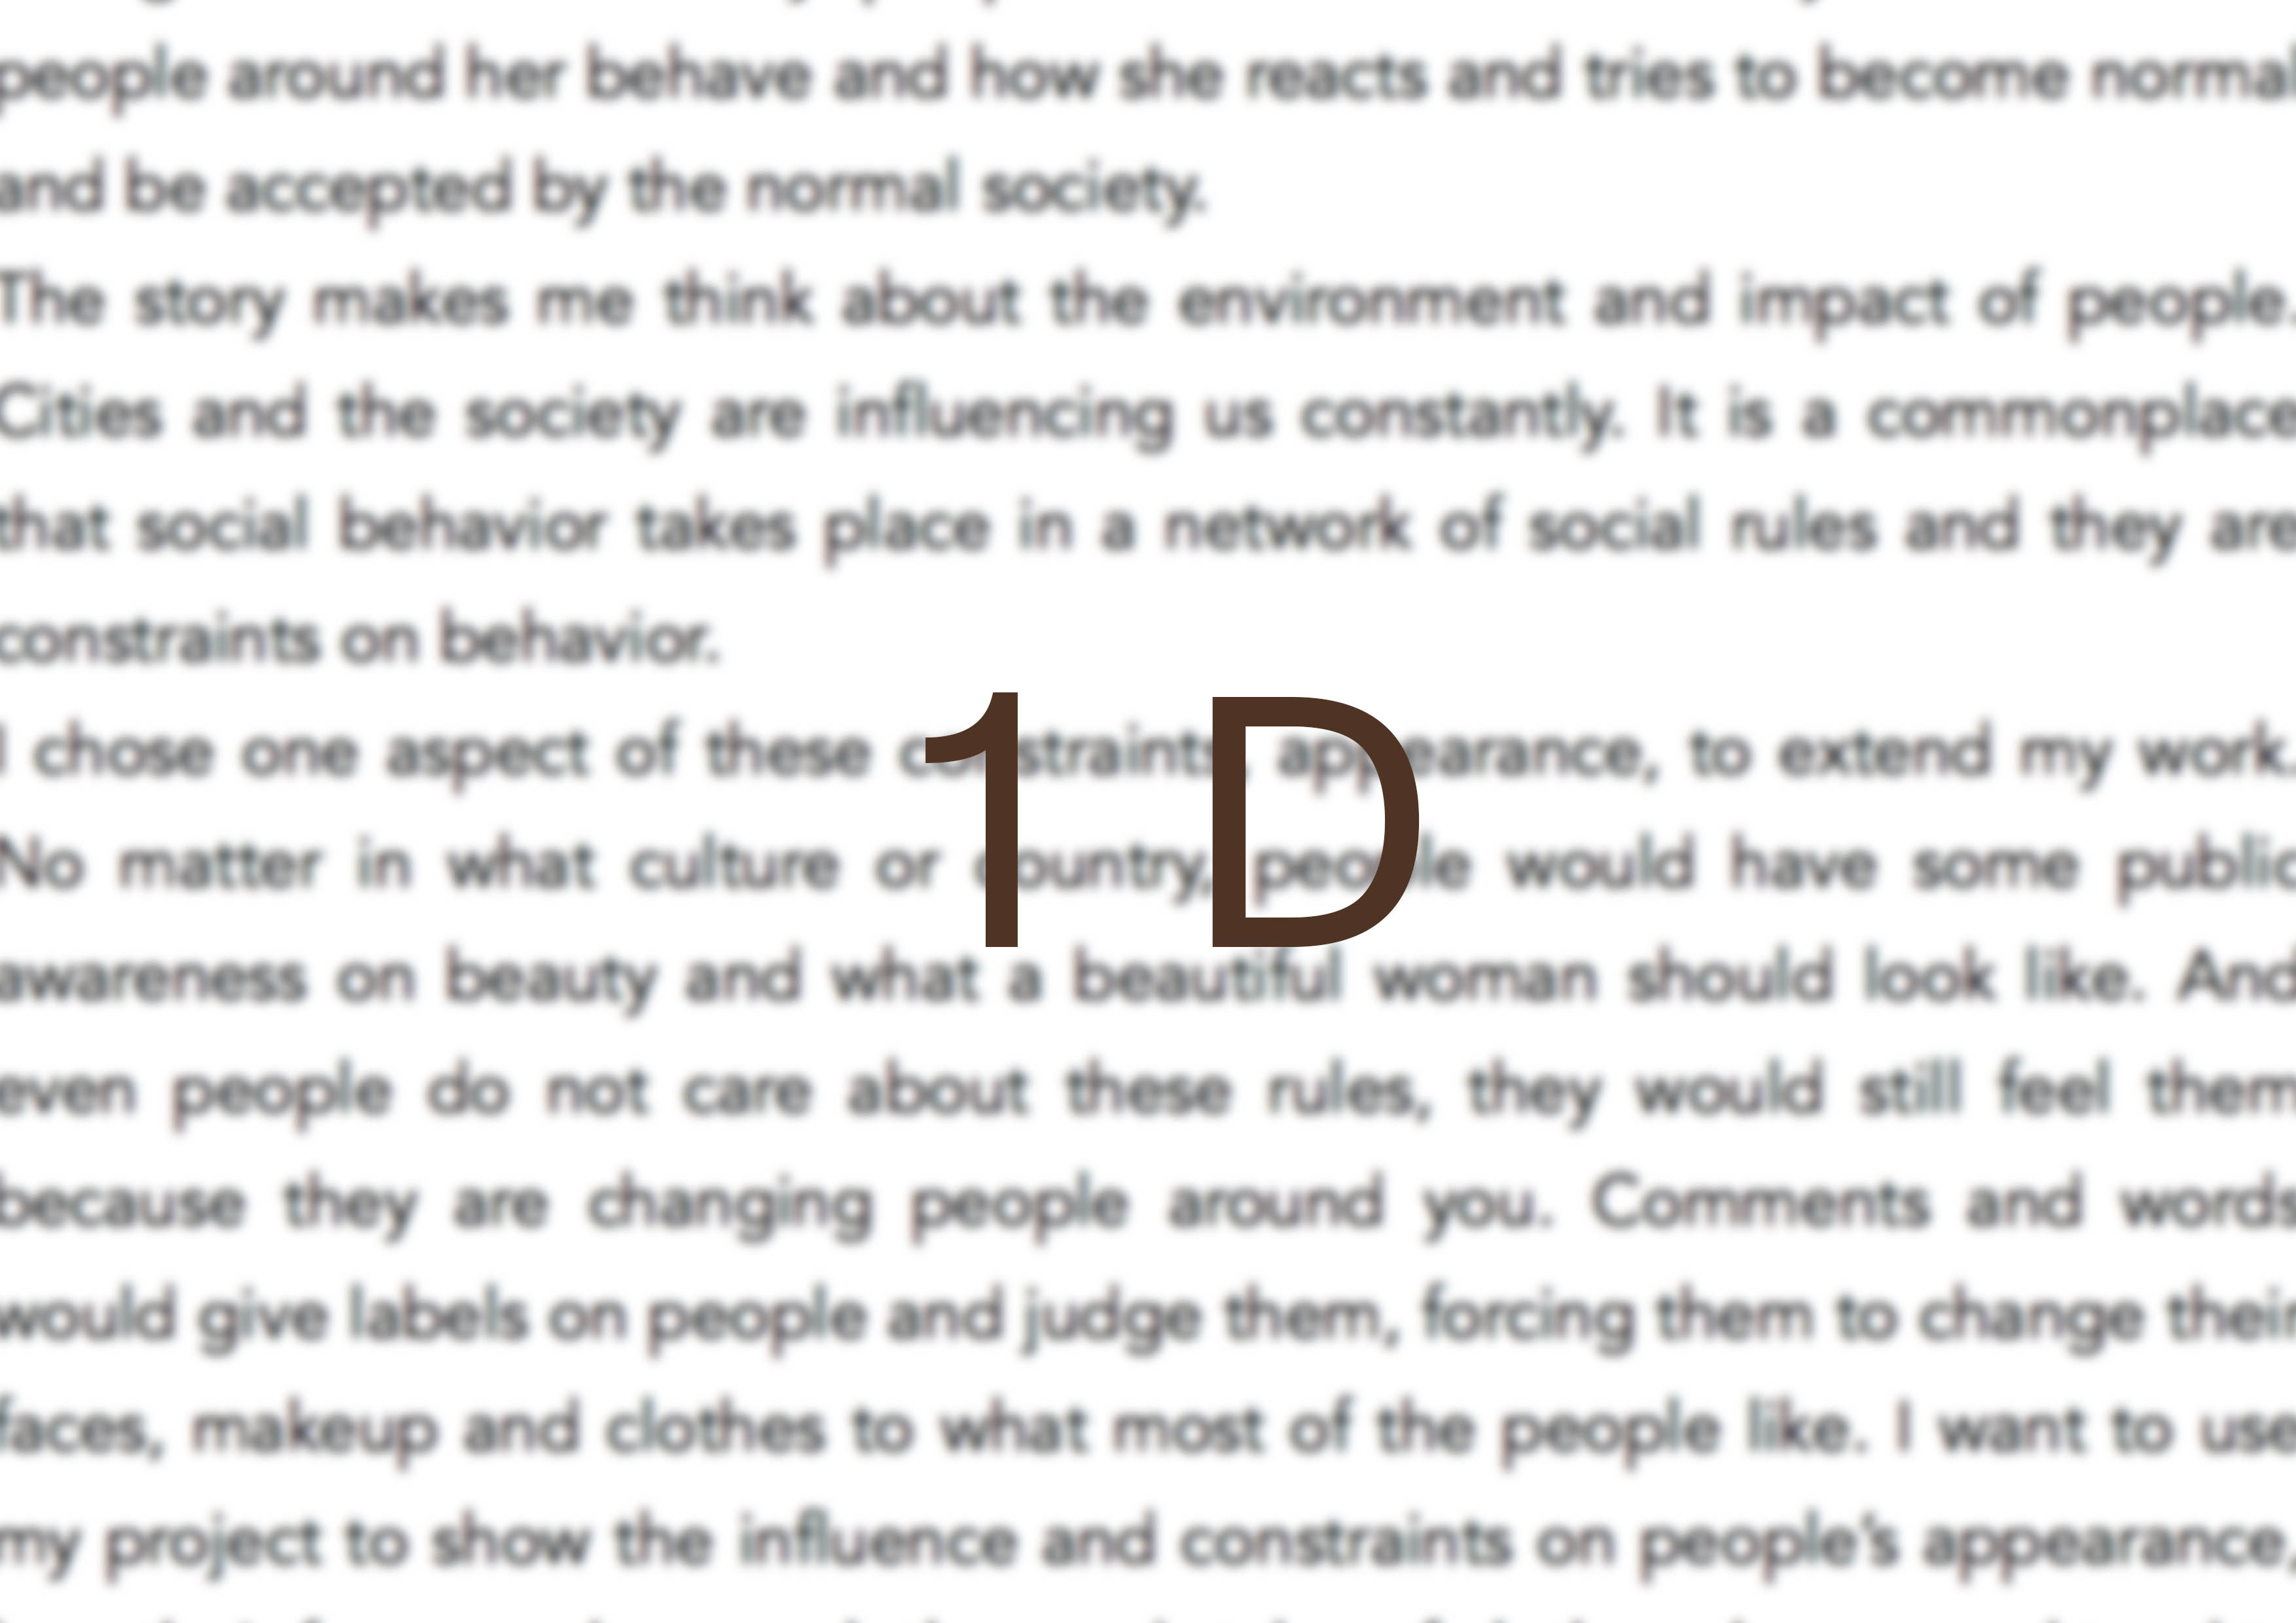 people around her behave and how she reacts and tries to become normal
and be accepted by the normal society.
The story makes me think about the environment and impact of people.
Cities and the society are influencing us constantly. It is a commonplace
that social behavior takes place in a network of social rules and they are
constraints on behavior.
1 D
I chose one aspect of these constraints, appearance, to extend my work.
No matter in what culture or country, people would have some public
awareness on beauty and what a beautiful woman should look like. And
even people do not care about these rules, they would still feel them
because they are changing people around you. Comments and words
would give labels on people and judge them, forcing them to change their
faces, makeup and clothes to what most of the people like. I want to use
my project to show the influence and constraints on people's appearance,